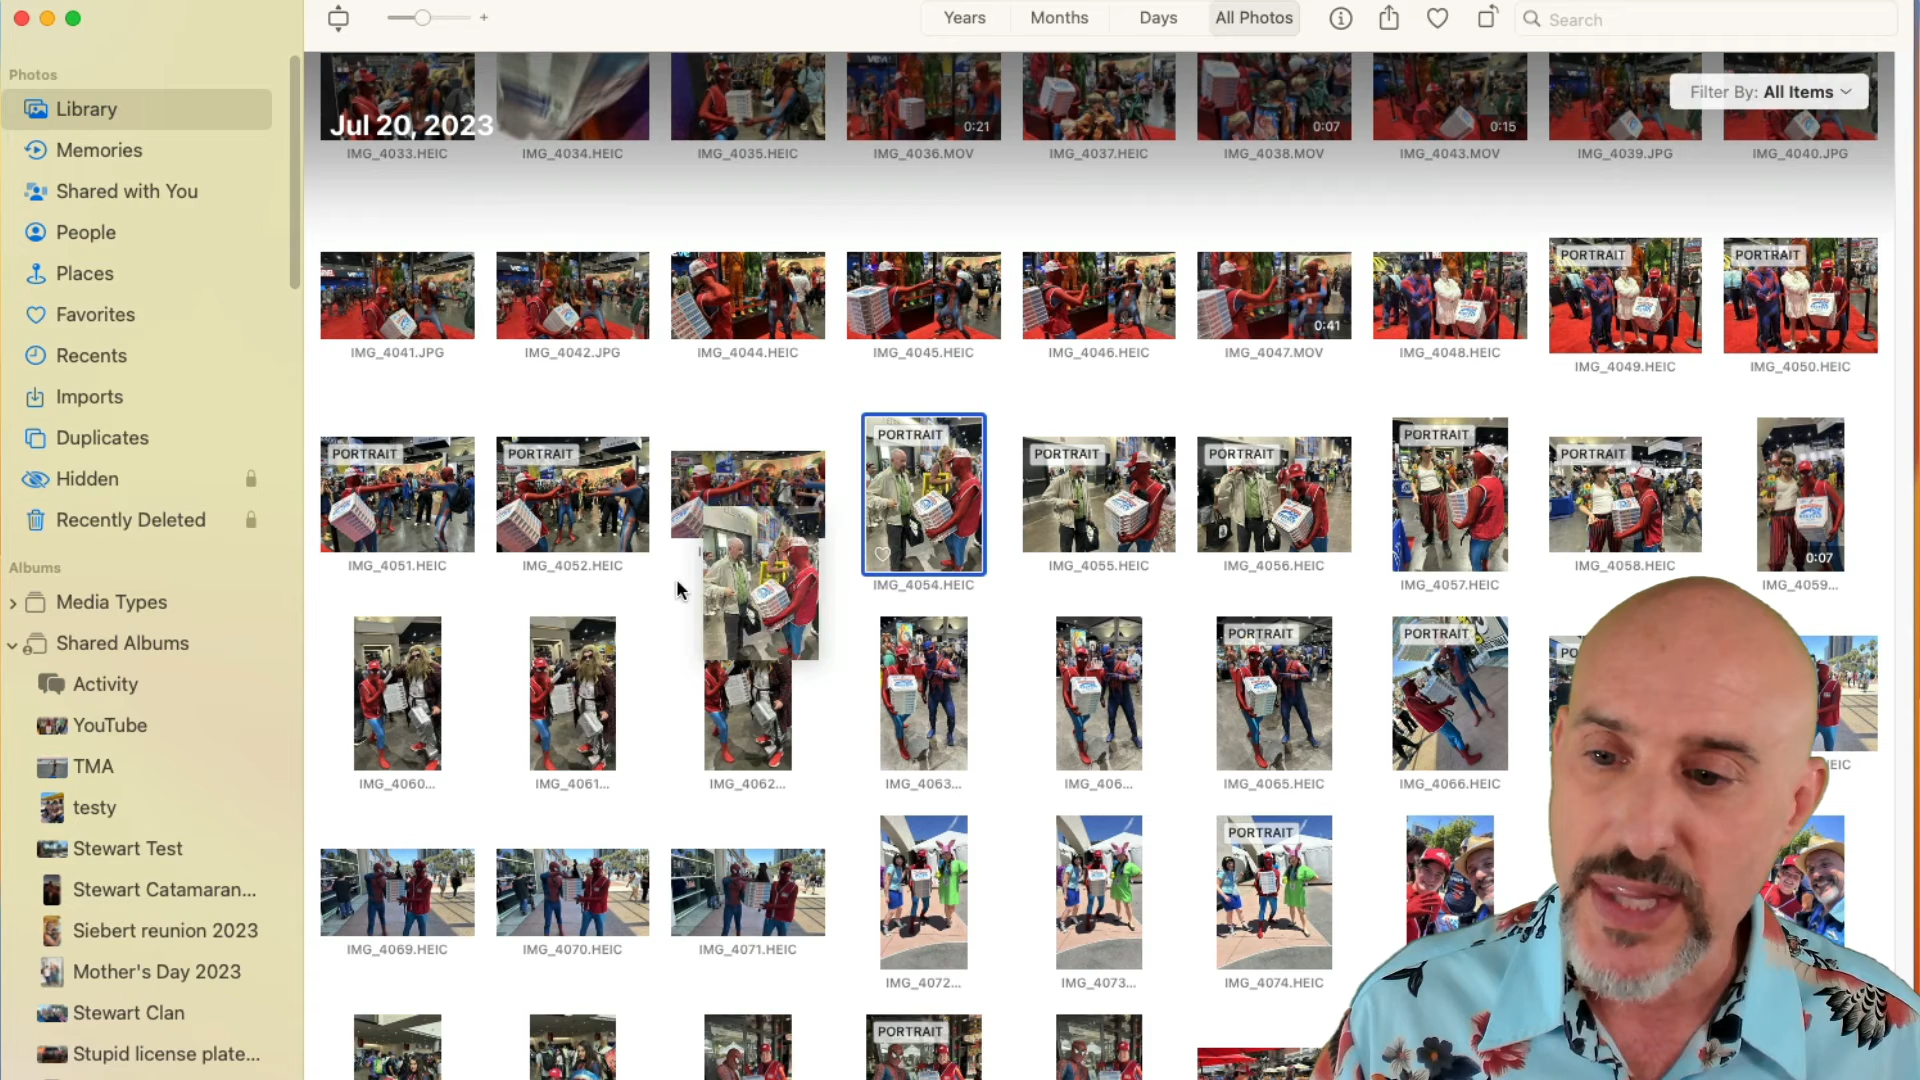 Years Months Days All Photos Search
Photos
Library
Memories
Shared with You
People
Places
Favorites
Recents
Imports
Duplicates
Hidden
Recently Deleted
Albums
Media Types
Shared Albums
Activity
YouTube
TMA
testy
Stewart Test
Stewart Catamaran...
Siebert reunion 2023
Mother's Day 2023
Stewart Clan
Stupid license plate...
Jul 20, 2023
Filter By: All Items
0:21 0:07 0:15
IMG_4033.HEIC IMG_4034.HEIC IMG_4035.HEIC IMG_4036.MOV IMG_4037.HEIC IMG_4038.MOV IMG_4043.MOV IMG_4039.JPG IMG_4040.JPG
PORTRAIT PORTRAIT
0:41
IMG_4041.JPG IMG_4042.JPG IMG_4044.HEIC IMG_4045.HEIC IMG_4046.HEIC IMG_4047.MOV IMG_4048.HEIC IMG_4049.HEIC IMG_4050.HEIC
PORTRAIT PORTRAIT PORTRAIT PORTRAIT PORTRAIT PORTRAIT PORTRAIT
0:07
IMG_4051.HEIC IMG_4052.HEIC IMG_4054.HEIC IMG_4055.HEIC IMG_4056.HEIC IMG_4057.HEIC IMG_4058.HEIC IMG_4059...
PORTRAIT PORTRAIT PO
IMG_4060... IMG_4061... IMG_4062... IMG_4063... IMG_406... IMG_4065.HEIC IMG_4066.HEIC EIC
PORTRAIT
IMG_4069.HEIC IMG_4070.HEIC IMG_4071.HEIC IMG_4072... IMG_4073... IMG_4074.HEIC
PORTRAIT